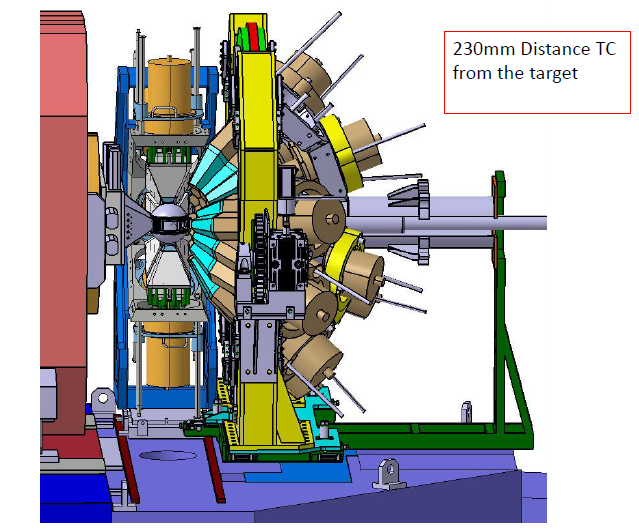 230mm Distance TC
from the target